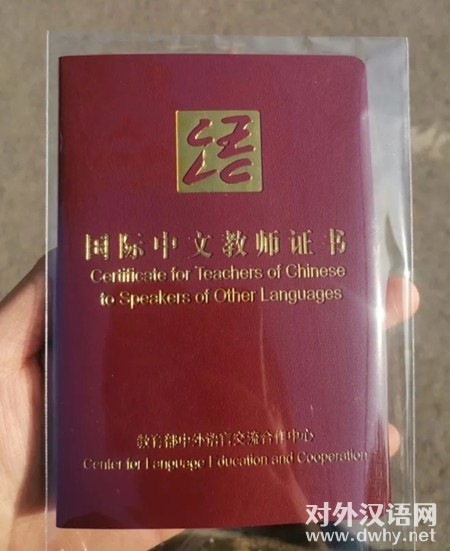 国际中文教师证书
Certificate for Teachers of Chinese
to Speakers of Other Languages
教育部中外语言交流合作中心
Center for Language Education and Cooperation
对外汉语网
www.dwhy.net